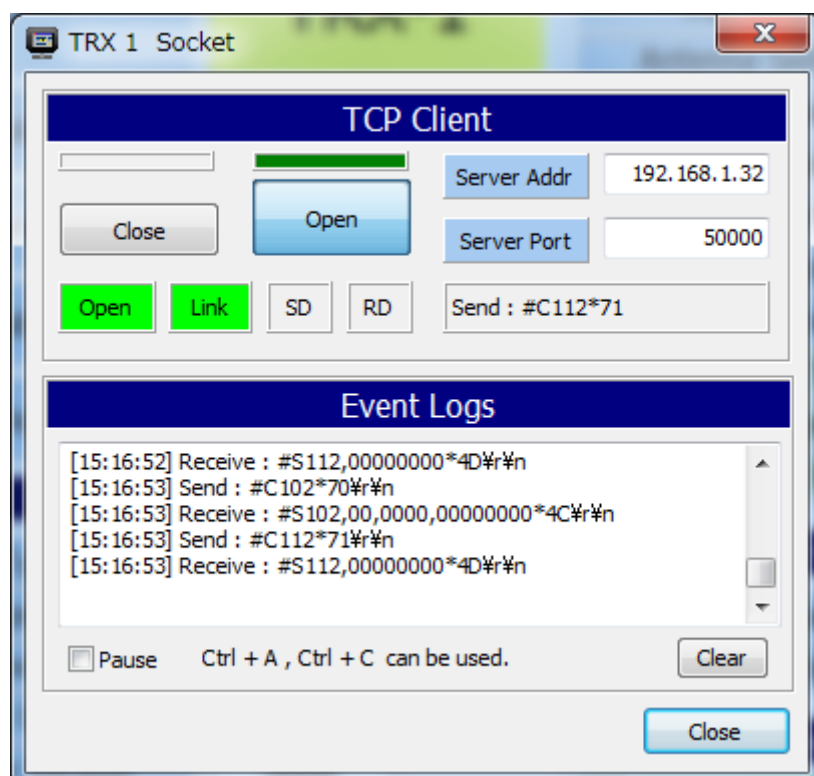 TRX 1 Socket
TCP Client
Server Addr
192.168.1.32
Close
Open
Server Port
50000
Open
Link
SD
RD
Send : #C112*71
Event Logs
[15:16:52] Receive : #S112,00000000*4D¥r¥n
[15:16:53] Send : #C102*70¥r¥n
[15:16:53] Receive : #S102,00,0000,00000000*4C¥r¥n
[15:16:53] Send : #C112*71¥r¥n
[15:16:53] Receive : #S112,00000000*4D¥r¥n
Pause
Ctrl + A , Ctrl + C can be used.
Clear
Close